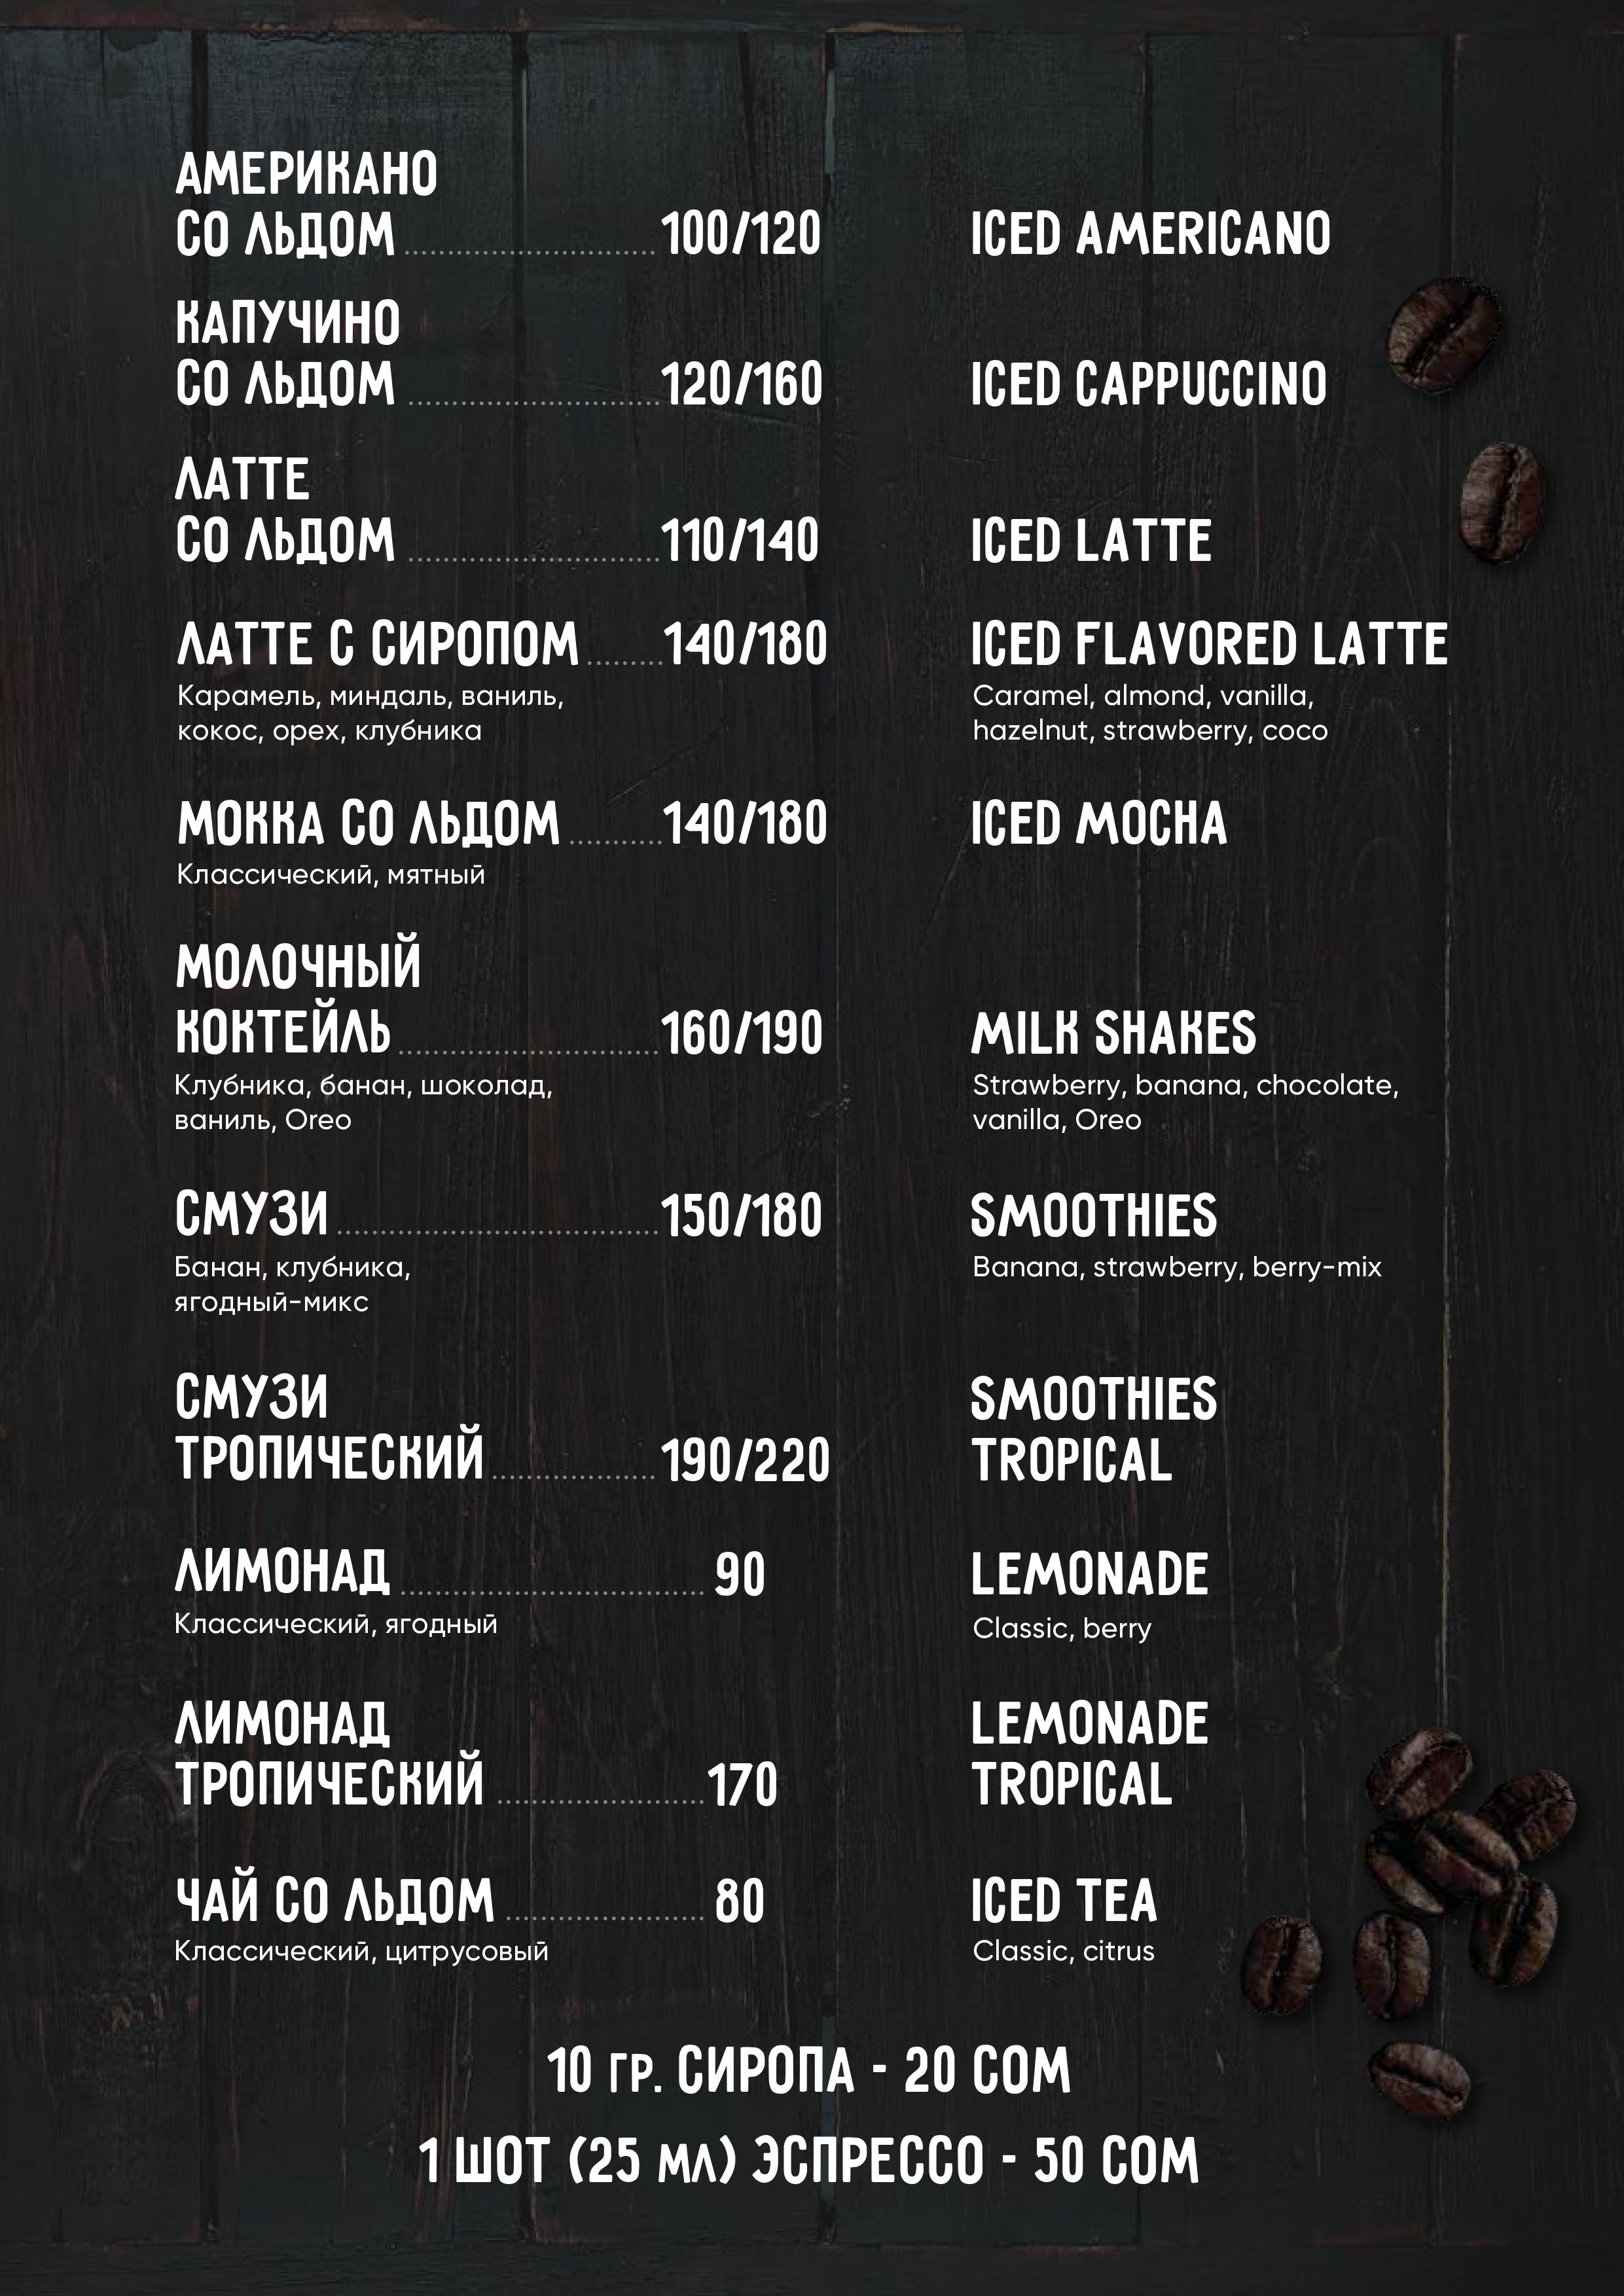 АМЕРИКАНО
СО ЛЬДОМ 100/120 ICED AMERICANO
КАПУЧИНО
СО ЛЬДОМ 120/160 ICED CAPPUCCINO
ЛАТТЕ
СО ЛЬДОМ 110/140 ICED LATTE
ЛАТТЕ С СИРОПОМ 140/180 ICED FLAVORED LATTE
Карамель, миндаль, ваниль, Caramel, almond, vanilla,
кокос, орех, клубника hazelnut, strawberry, coco
МОККА СО ЛЬДОМ 140/180 ICED MOCHA
Классический, мятный
МОЛОЧНЫЙ
КОКТЕЙЛЬ 160/190 MILK SHAKES
Клубника, банан, шоколад, Strawberry, banana, chocolate,
ваниль, Oreo vanilla, Oreo
СМУЗИ 150/180 SMOOTHIES
Банан, клубника, Banana, strawberry, berry-mix
ягодный-микс
СМУЗИ SMOOTHIES
ТРОПИЧЕСКИЙ 190/220 TROPICAL
ЛИМОНАД 90 LEMONADE
Классический, ягодный Classic, berry
ЛИМОНАД LEMONADE
ТРОПИЧЕСКИЙ 170 TROPICAL
ЧАЙ СО ЛЬДОМ 80 ICED TEA
Классический, цитрусовый Classic, citrus
10 ГР. СИРОПА - 20 СОМ
1 ШОТ (25 МЛ) ЭСПРЕССО - 50 СОМ